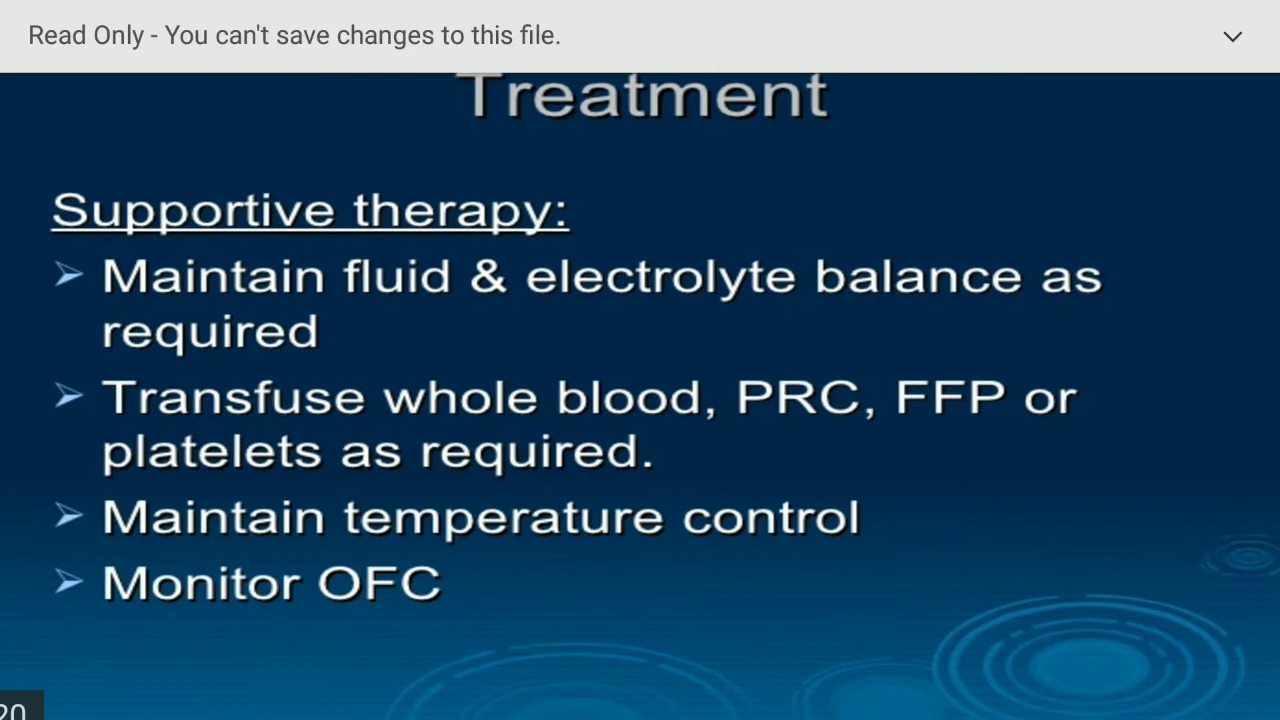 Read Only - You can't save changes to this file.
Treatment
Supportive therapy:
➢ Maintain fluid & electrolyte balance as
required
➢ Transfuse whole blood, PRC, FFP or
platelets as required.
➢ Maintain temperature control
➢ Monitor OFC
20